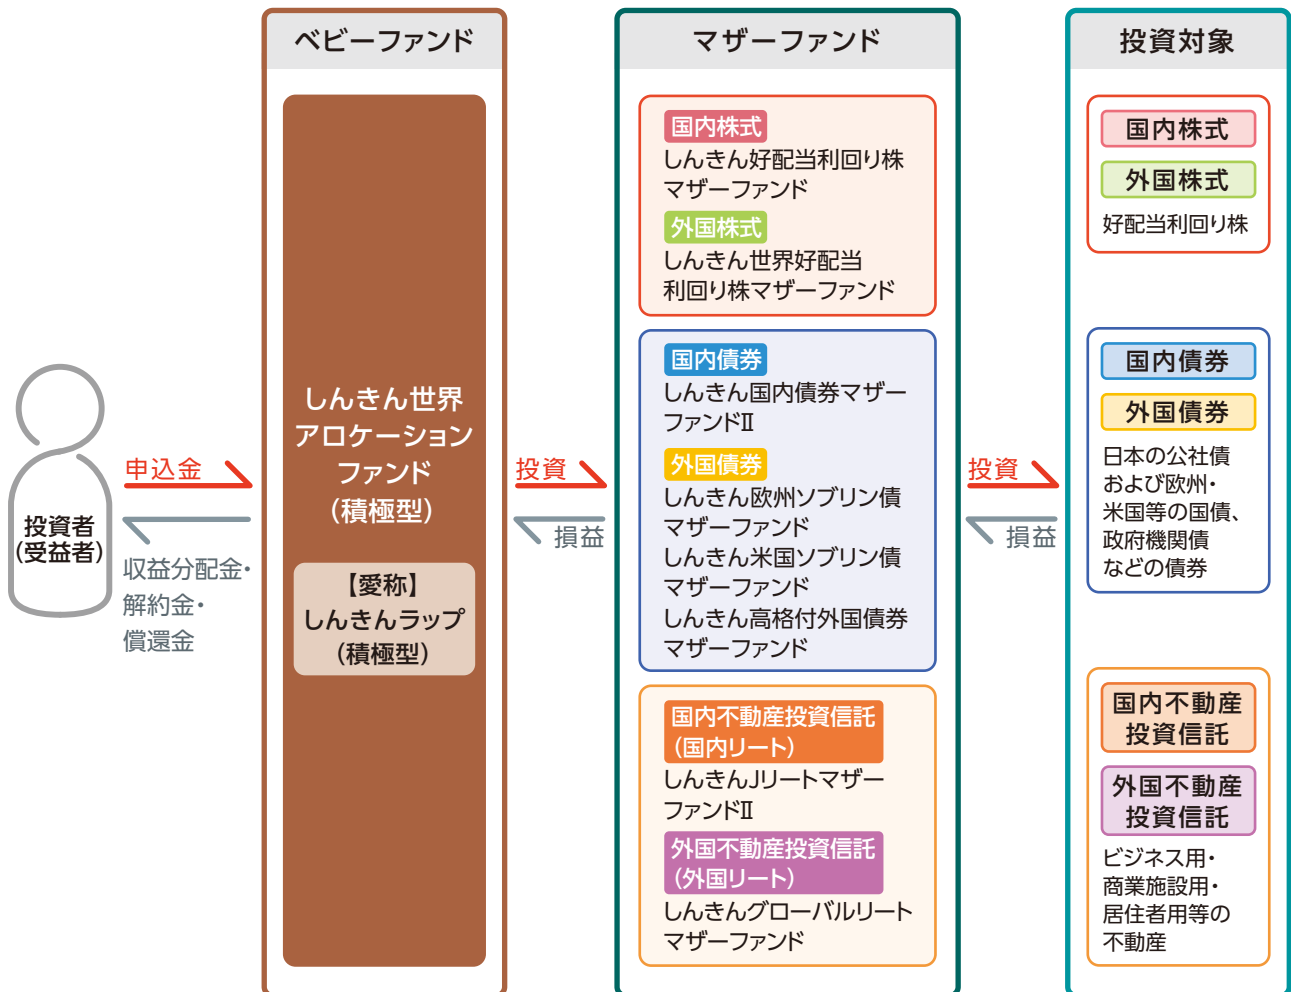 ベビーファンド
マザーファンド
投資対象
投資者
(受益者)
申込金
収益分配金・
解約金・
償還金
しんきん世界
アロケーション
ファンド
(積極型)
【愛称】
しんきんラップ
(積極型)
投資
損益
国内株式
しんきん好配当利回り株
マザーファンド
外国株式
しんきん世界好配当
利回り株マザーファンド
国内債券
しんきん国内債券マザー
ファンドⅡ
外国債券
しんきん欧州ソブリン債
マザーファンド
しんきん米国ソブリン債
マザーファンド
しんきん高格付外国債券
マザーファンド
国内不動産投資信託
(国内リート)
しんきんJリートマザー
ファンドⅡ
外国不動産投資信託
(外国リート)
しんきんグローバルリート
マザーファンド
投資
損益
国内株式
外国株式
好配当利回り株
国内債券
外国債券
日本の公社債
および欧州・
米国等の国債、
政府機関債
などの債券
国内不動産
投資信託
外国不動産
投資信託
ビジネス用・
商業施設用・
居住者用等の
不動産